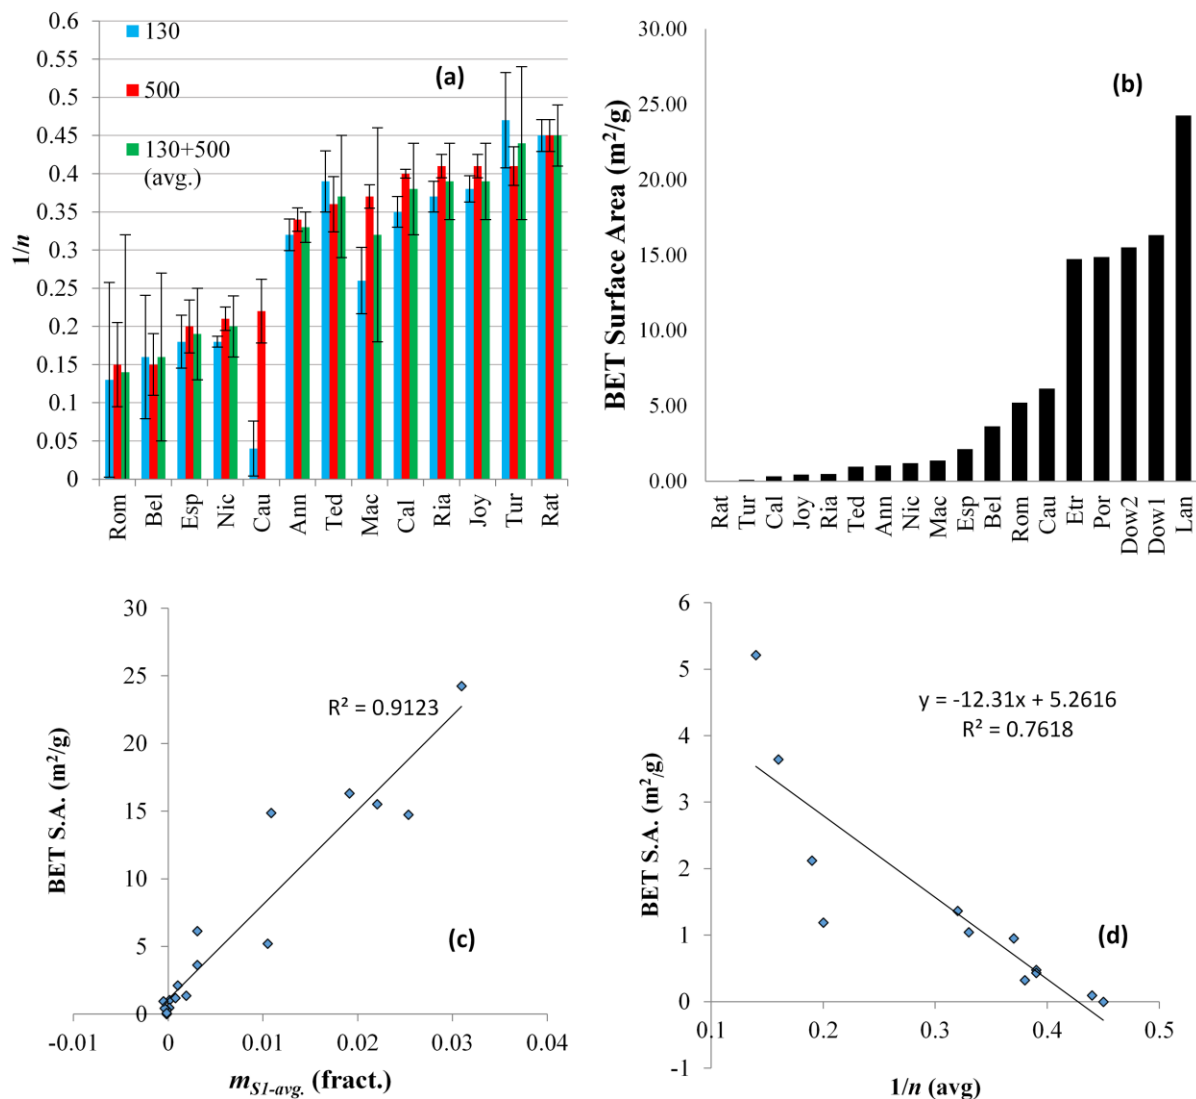 0.6
0.55
0.5
0.45
0.4
0.35
0.3
0.25
0.2
0.15
0.1
0.05
0
1/n
130
500
130+500
(avg.)
(a)
Rom
Bel
Esp
Nic
Cau
Ann
Ted
Mac
Cal
Ria
Joy
Tur
Rat
30.00
25.00
20.00
15.00
10.00
5.00
0.00
BET Surface Area (m²/g)
(b)
Rat
Tur
Cal
Joy
Ria
Ted
Ann
Nic
Mac
Esp
Bel
Rom
Cau
Etr
Por
Dow2
Dow1
Lan
30
25
20
15
10
5
0
BET S.A. (m²/g)
R² = 0.9123
(c)
-0.01
0
0.01
0.02
0.03
0.04
m_{S1-avg.} (fract.)
6
5
4
3
2
1
0
-1
BET S.A. (m²/g)
y = -12.31x + 5.2616
R² = 0.7618
(d)
0.1
0.2
0.3
0.4
0.5
1/n (avg)